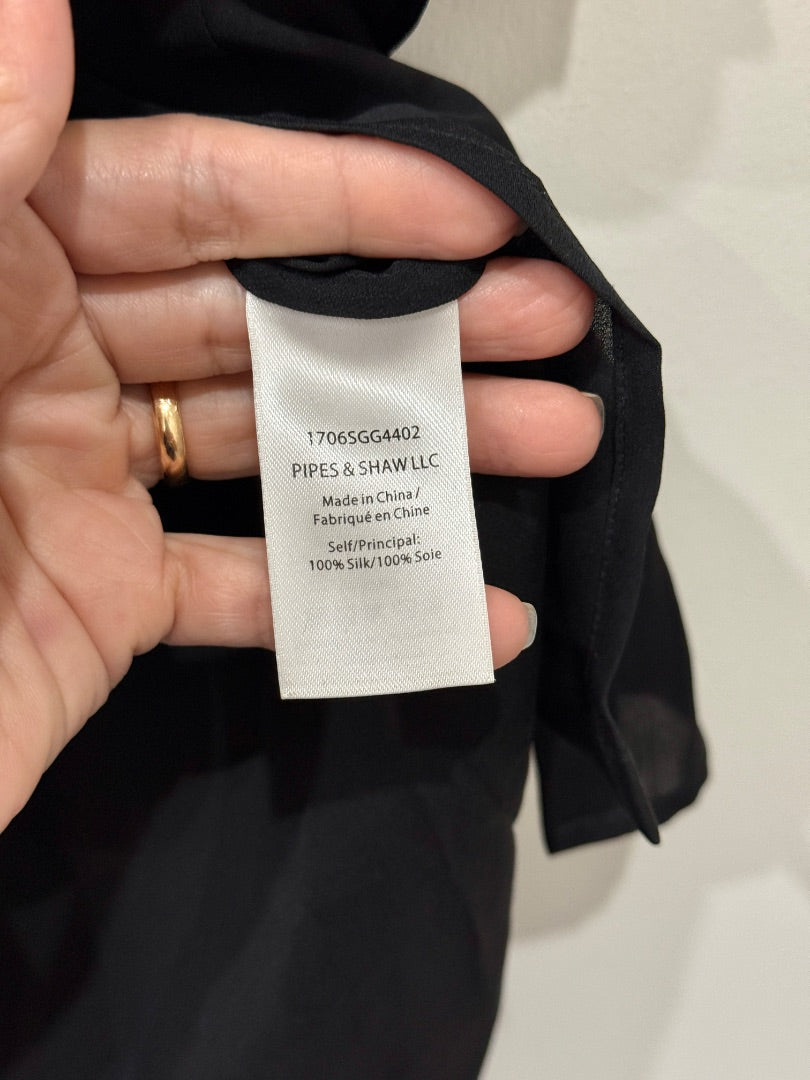 1706SGG4402
PIPES & SHAW LLC
Made in China /
Fabriqué en Chine
Self/Principal:
100% Silk/100% Soie